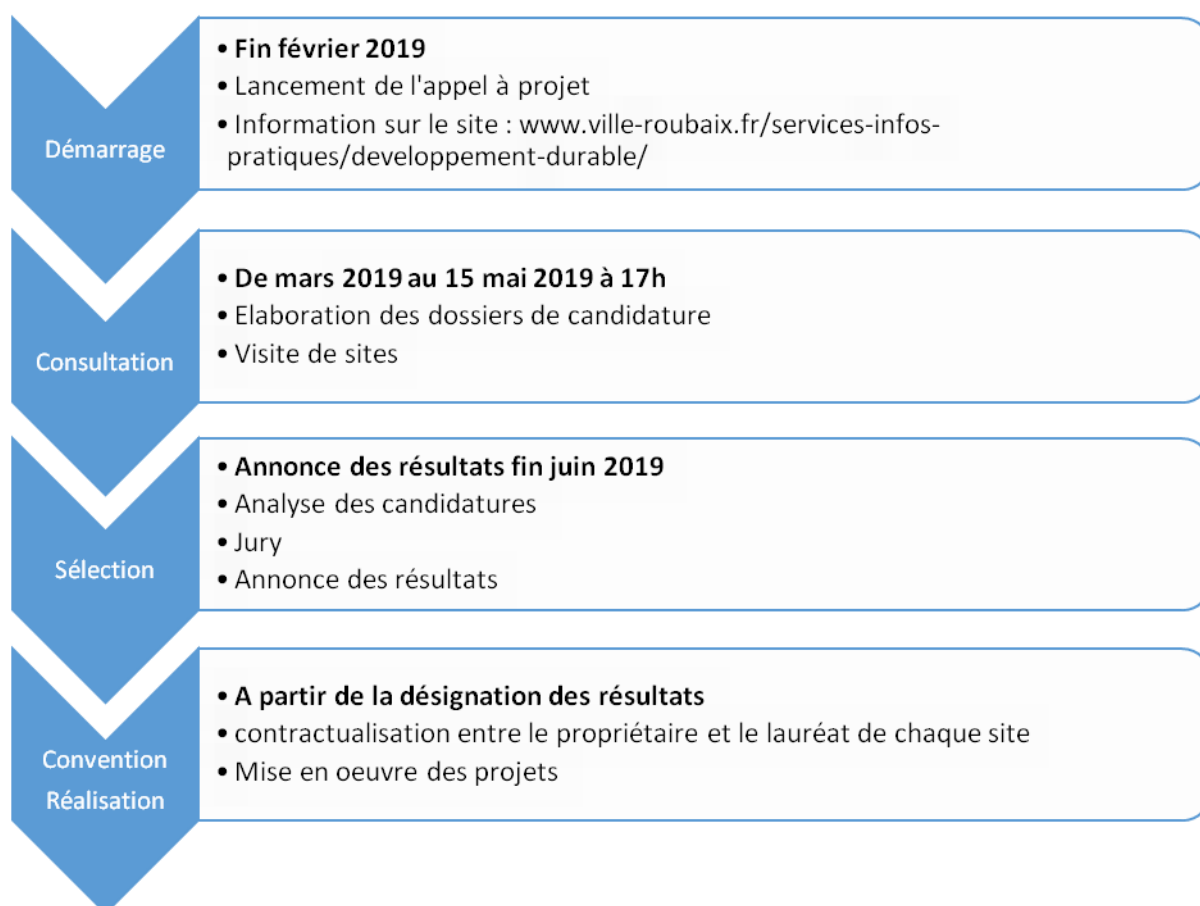 Démarrage
• Fin février 2019
• Lancement de l'appel à projet
• Information sur le site : www.ville-roubaix.fr/services-infos-
pratiques/developpement-durable/
Consultation
• De mars 2019 au 15 mai 2019 à 17h
• Elaboration des dossiers de candidature
• Visite de sites
Sélection
• Annonce des résultats fin juin 2019
• Analyse des candidatures
• Jury
• Annonce des résultats
Convention
Réalisation
• A partir de la désignation des résultats
• contractualisation entre le propriétaire et le lauréat de chaque site
• Mise en oeuvre des projets